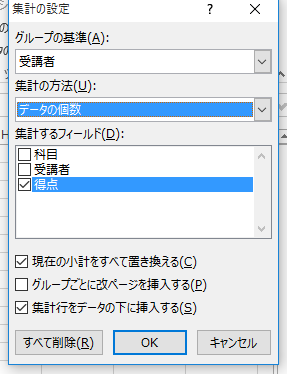 集計の設定
グループの基準(A):
受講者
集計の方法(U):
データの個数
集計するフィールド(D):
科目
受講者
得点
現在の小計をすべて置き換える(C)
グループごとに改ページを挿入する(P)
集計行をデータの下に挿入する(S)
すべて削除(R) OK キャンセル